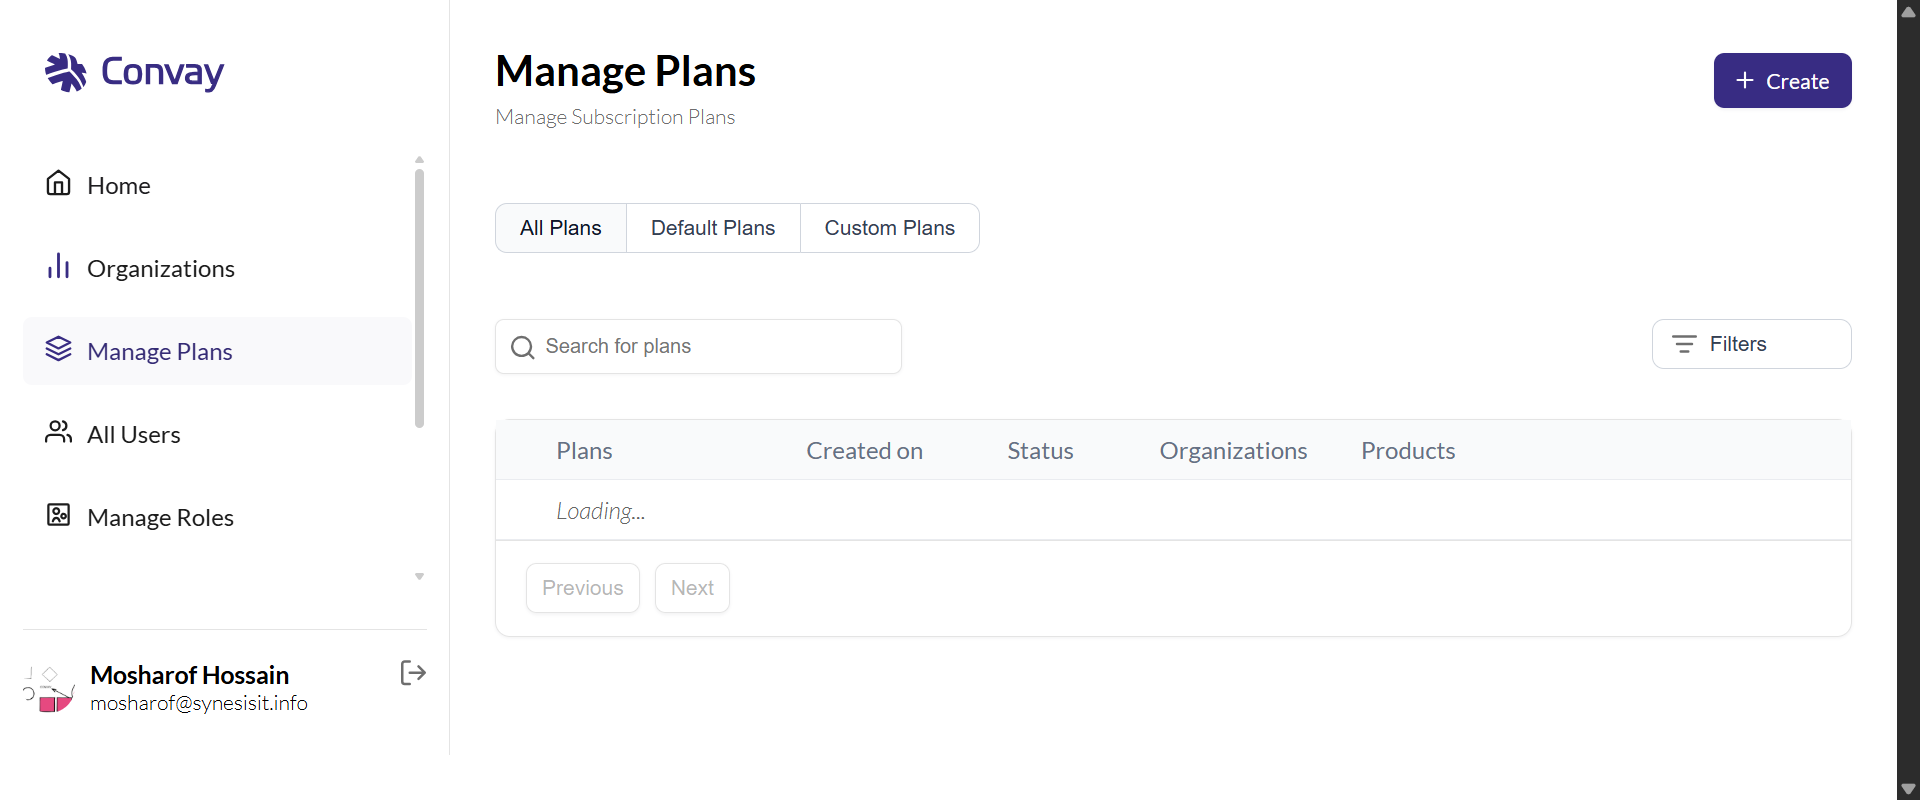 Convay
Home
Organizations
Manage Plans
All Users
Manage Roles
Mosharof Hossain
mosharof@synesisit.info
Manage Plans
Manage Subscription Plans
Create
All Plans Default Plans Custom Plans
Search for plans
Filters
Plans Created on Status Organizations Products
Loading...
Previous Next